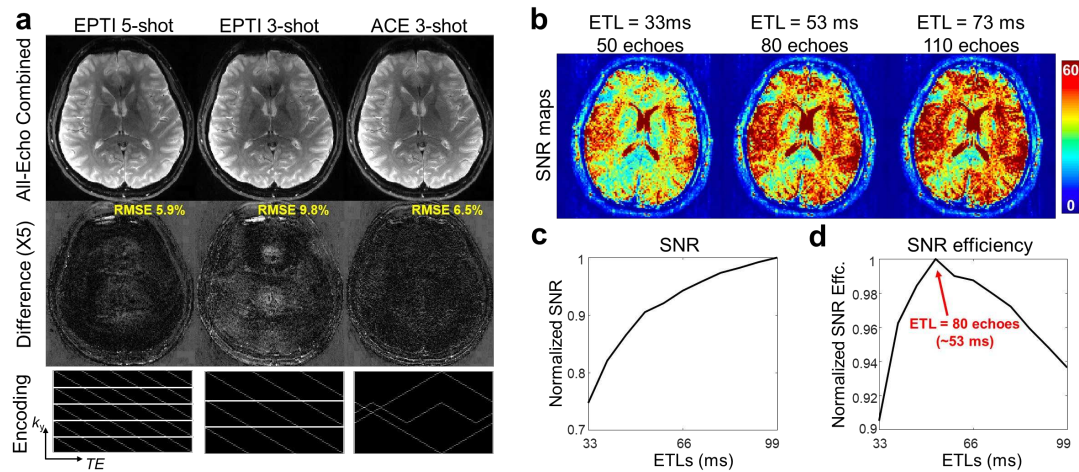 a
EPTI 5-shot
EPTI 3-shot
ACE 3-shot
All-Echo Combined
Difference (X5)
RMSE 5.9%
RMSE 9.8%
RMSE 6.5%
Encoding
ky
TE
b
ETL = 33ms
50 echoes
ETL = 53 ms
80 echoes
ETL = 73 ms
110 echoes
SNR maps
60
0
c
SNR
Normalized SNR
1
0.9
0.8
0.7
33
66
99
ETLs (ms)
d
SNR efficiency
Normalized SNR Effc.
1
0.98
0.96
0.94
0.92
0.9
ETL = 80 echoes
(~53 ms)
33
66
99
ETLs (ms)